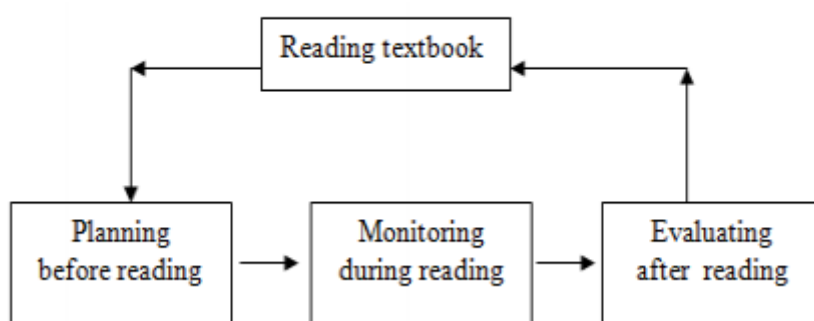 Reading textbook
Planning
before reading
Monitoring
during reading
Evaluating
after reading